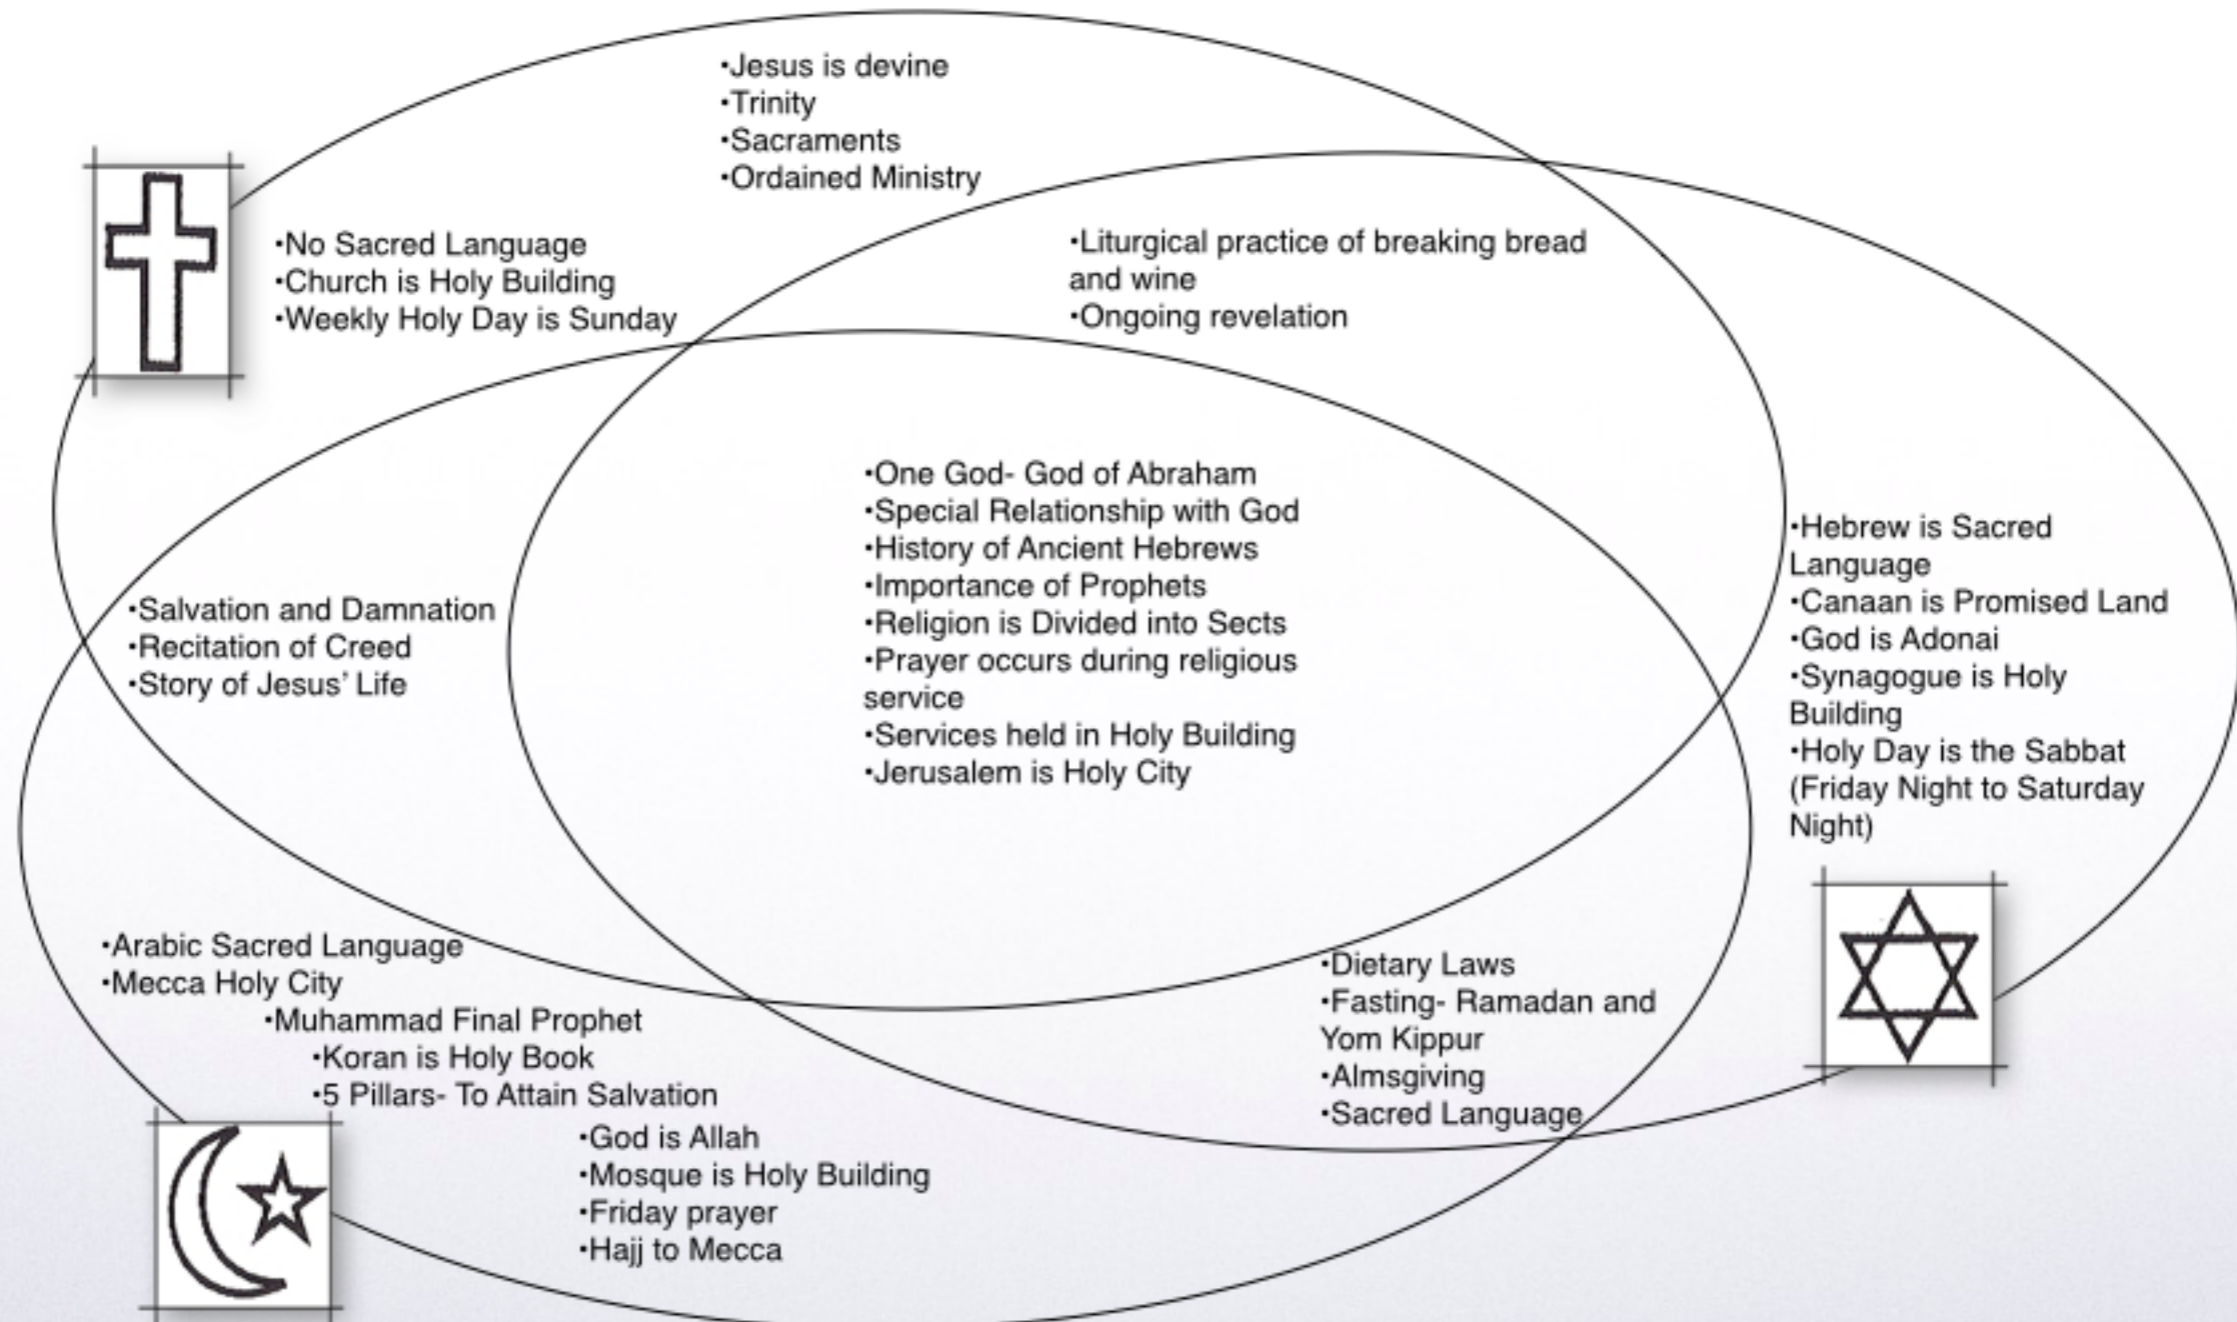 •Jesus is devine
•Trinity
•Sacraments
•Ordained Ministry
•No Sacred Language
•Church is Holy Building
•Weekly Holy Day is Sunday
•Liturgical practice of breaking bread
and wine
•Ongoing revelation
•One God- God of Abraham
•Special Relationship with God
•History of Ancient Hebrews
•Importance of Prophets
•Religion is Divided into Sects
•Prayer occurs during religious
service
•Services held in Holy Building
•Jerusalem is Holy City
•Salvation and Damnation
•Recitation of Creed
•Story of Jesus’ Life
•Hebrew is Sacred
Language
•Canaan is Promised Land
•God is Adonai
•Synagogue is Holy
Building
•Holy Day is the Sabbat
(Friday Night to Saturday
Night)
•Arabic Sacred Language
•Mecca Holy City
•Muhammad Final Prophet
•Koran is Holy Book
•5 Pillars- To Attain Salvation
•God is Allah
•Mosque is Holy Building
•Friday prayer
•Hajj to Mecca
•Dietary Laws
•Fasting- Ramadan and
Yom Kippur
•Almsgiving
•Sacred Language